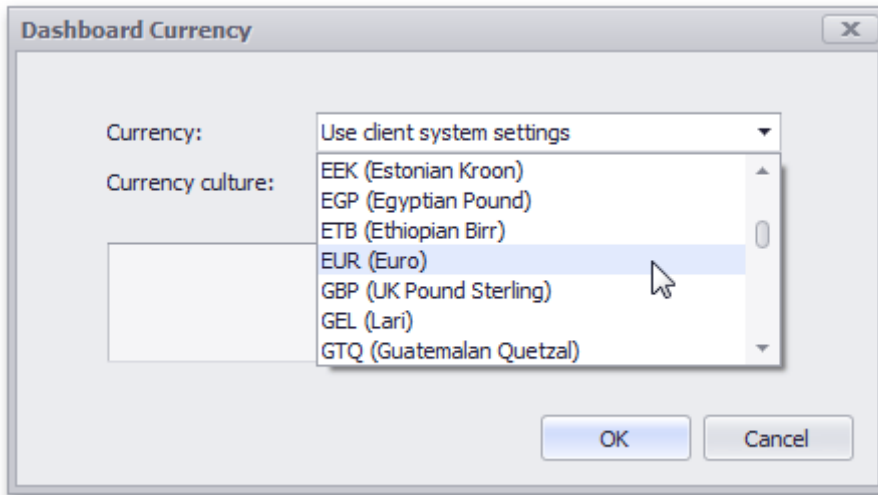 Dashboard Currency
Currency:
Use client system settings
Currency culture:
EEK (Estonian Kroon)
EGP (Egyptian Pound)
ETB (Ethiopian Birr)
EUR (Euro)
GBP (UK Pound Sterling)
GEL (Lari)
GTQ (Guatemalan Quetzal)
OK
Cancel